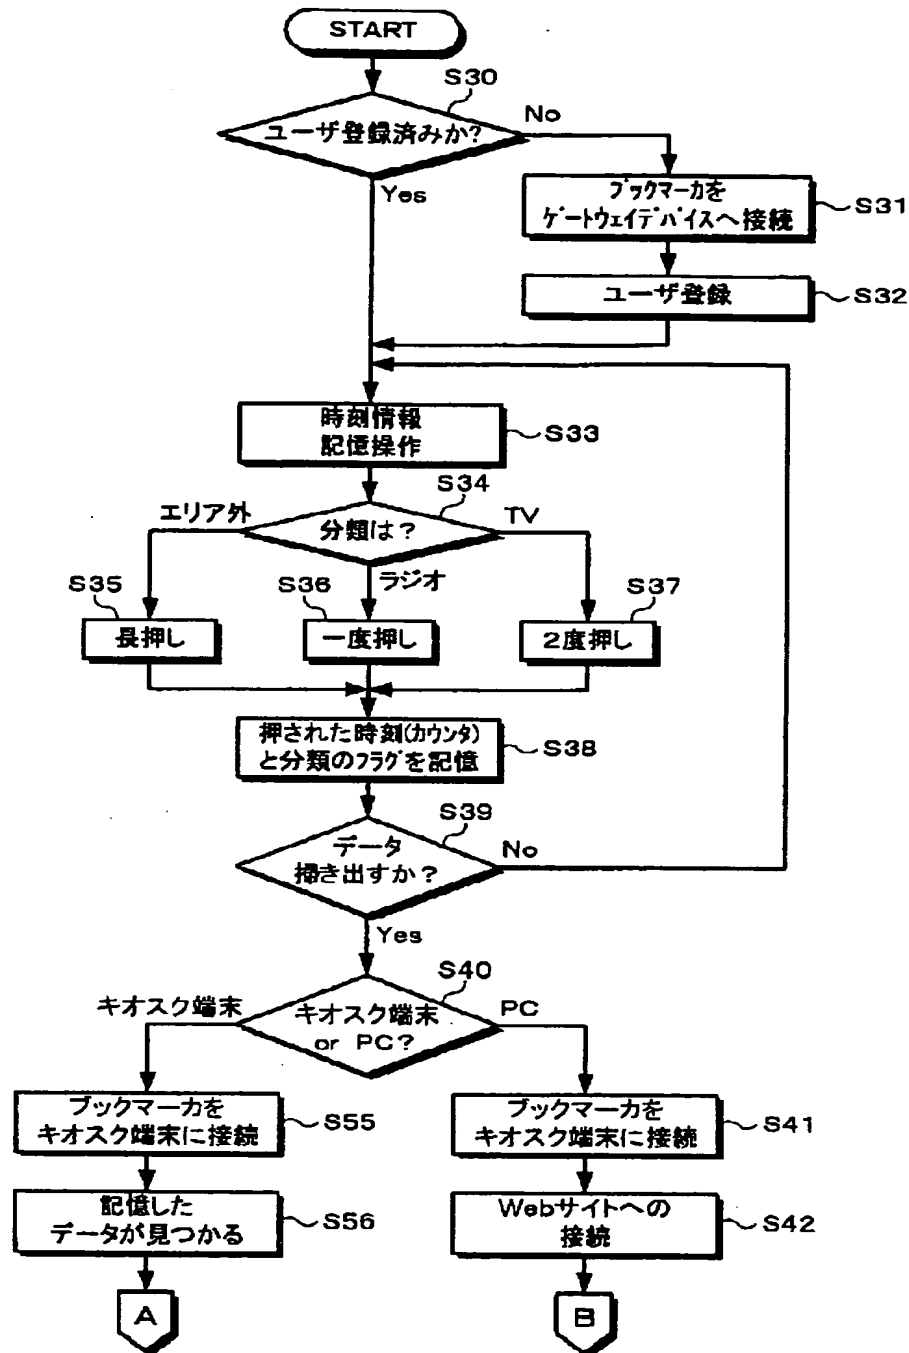 START
S30
ユーザ登録済みか?
No
Yes
ブックマーカを
ゲートウェイデバイスへ接続
S31
ユーザ登録
S32
時刻情報
記憶操作
S33
S34
エリア外
分類は?
TV
ラジオ
S35
S36
S37
長押し
一度押し
2度押し
押された時刻(カウンタ)
と分類のフラグを記憶
S38
S39
データ
掃き出すか?
No
Yes
S40
キオスク端末
キオスク端末
or PC?
PC
ブックマーカを
キオスク端末に接続
S55
ブックマーカを
キオスク端末に接続
S41
記憶した
データが見つかる
S56
Webサイトへの
接続
S42
A
B